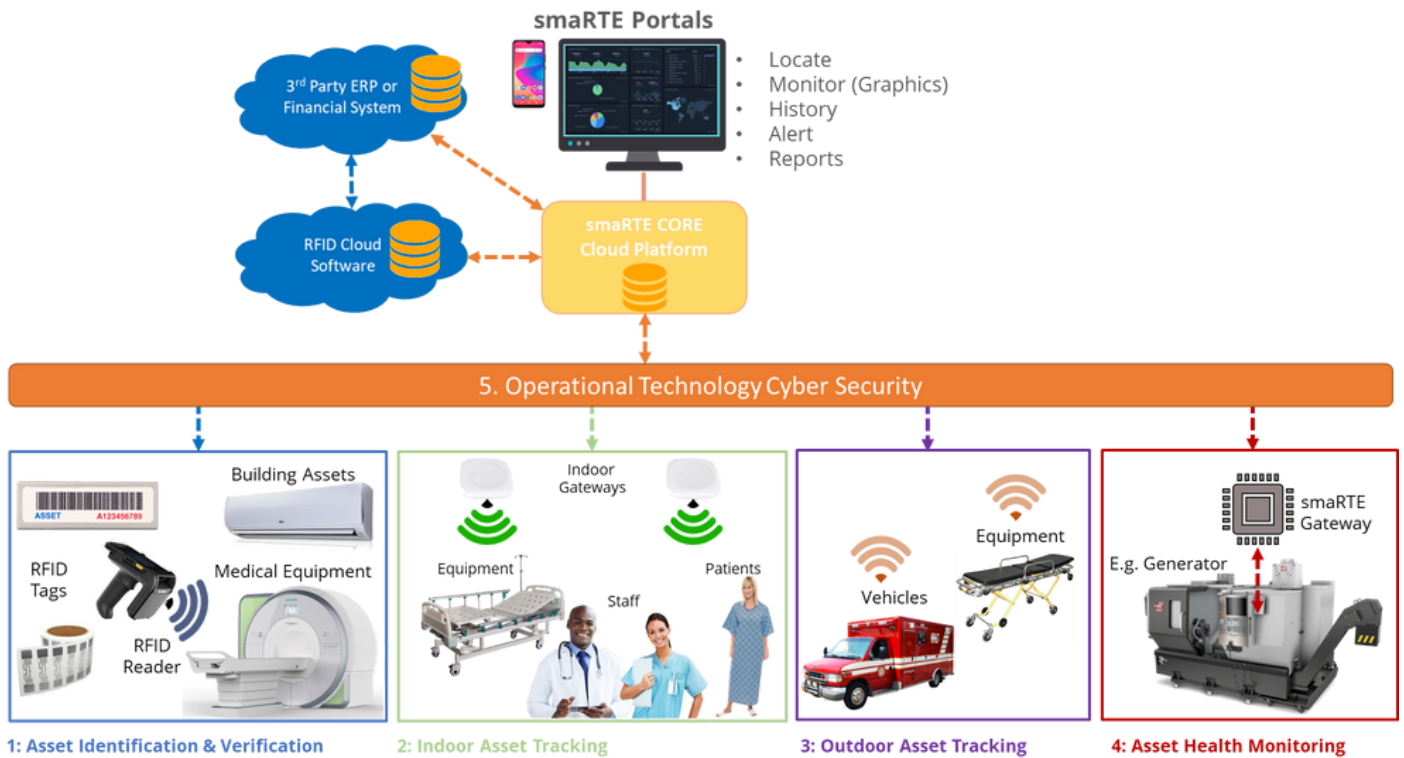 smaRTE Portals
3rd Party ERP or
Financial System
• Locate
• Monitor (Graphics)
• History
• Alert
• Reports
RFID Cloud
Software
smaRTE CORE
Cloud Platform
5. Operational Technology Cyber Security
ASSET A123456789
Building Assets
RFID
Tags
Medical Equipment
RFID
Reader
Indoor
Gateways
Equipment
Staff
Patients
Vehicles
Equipment
smaRTE
Gateway
E.g. Generator
1: Asset Identification & Verification
2: Indoor Asset Tracking
3: Outdoor Asset Tracking
4: Asset Health Monitoring